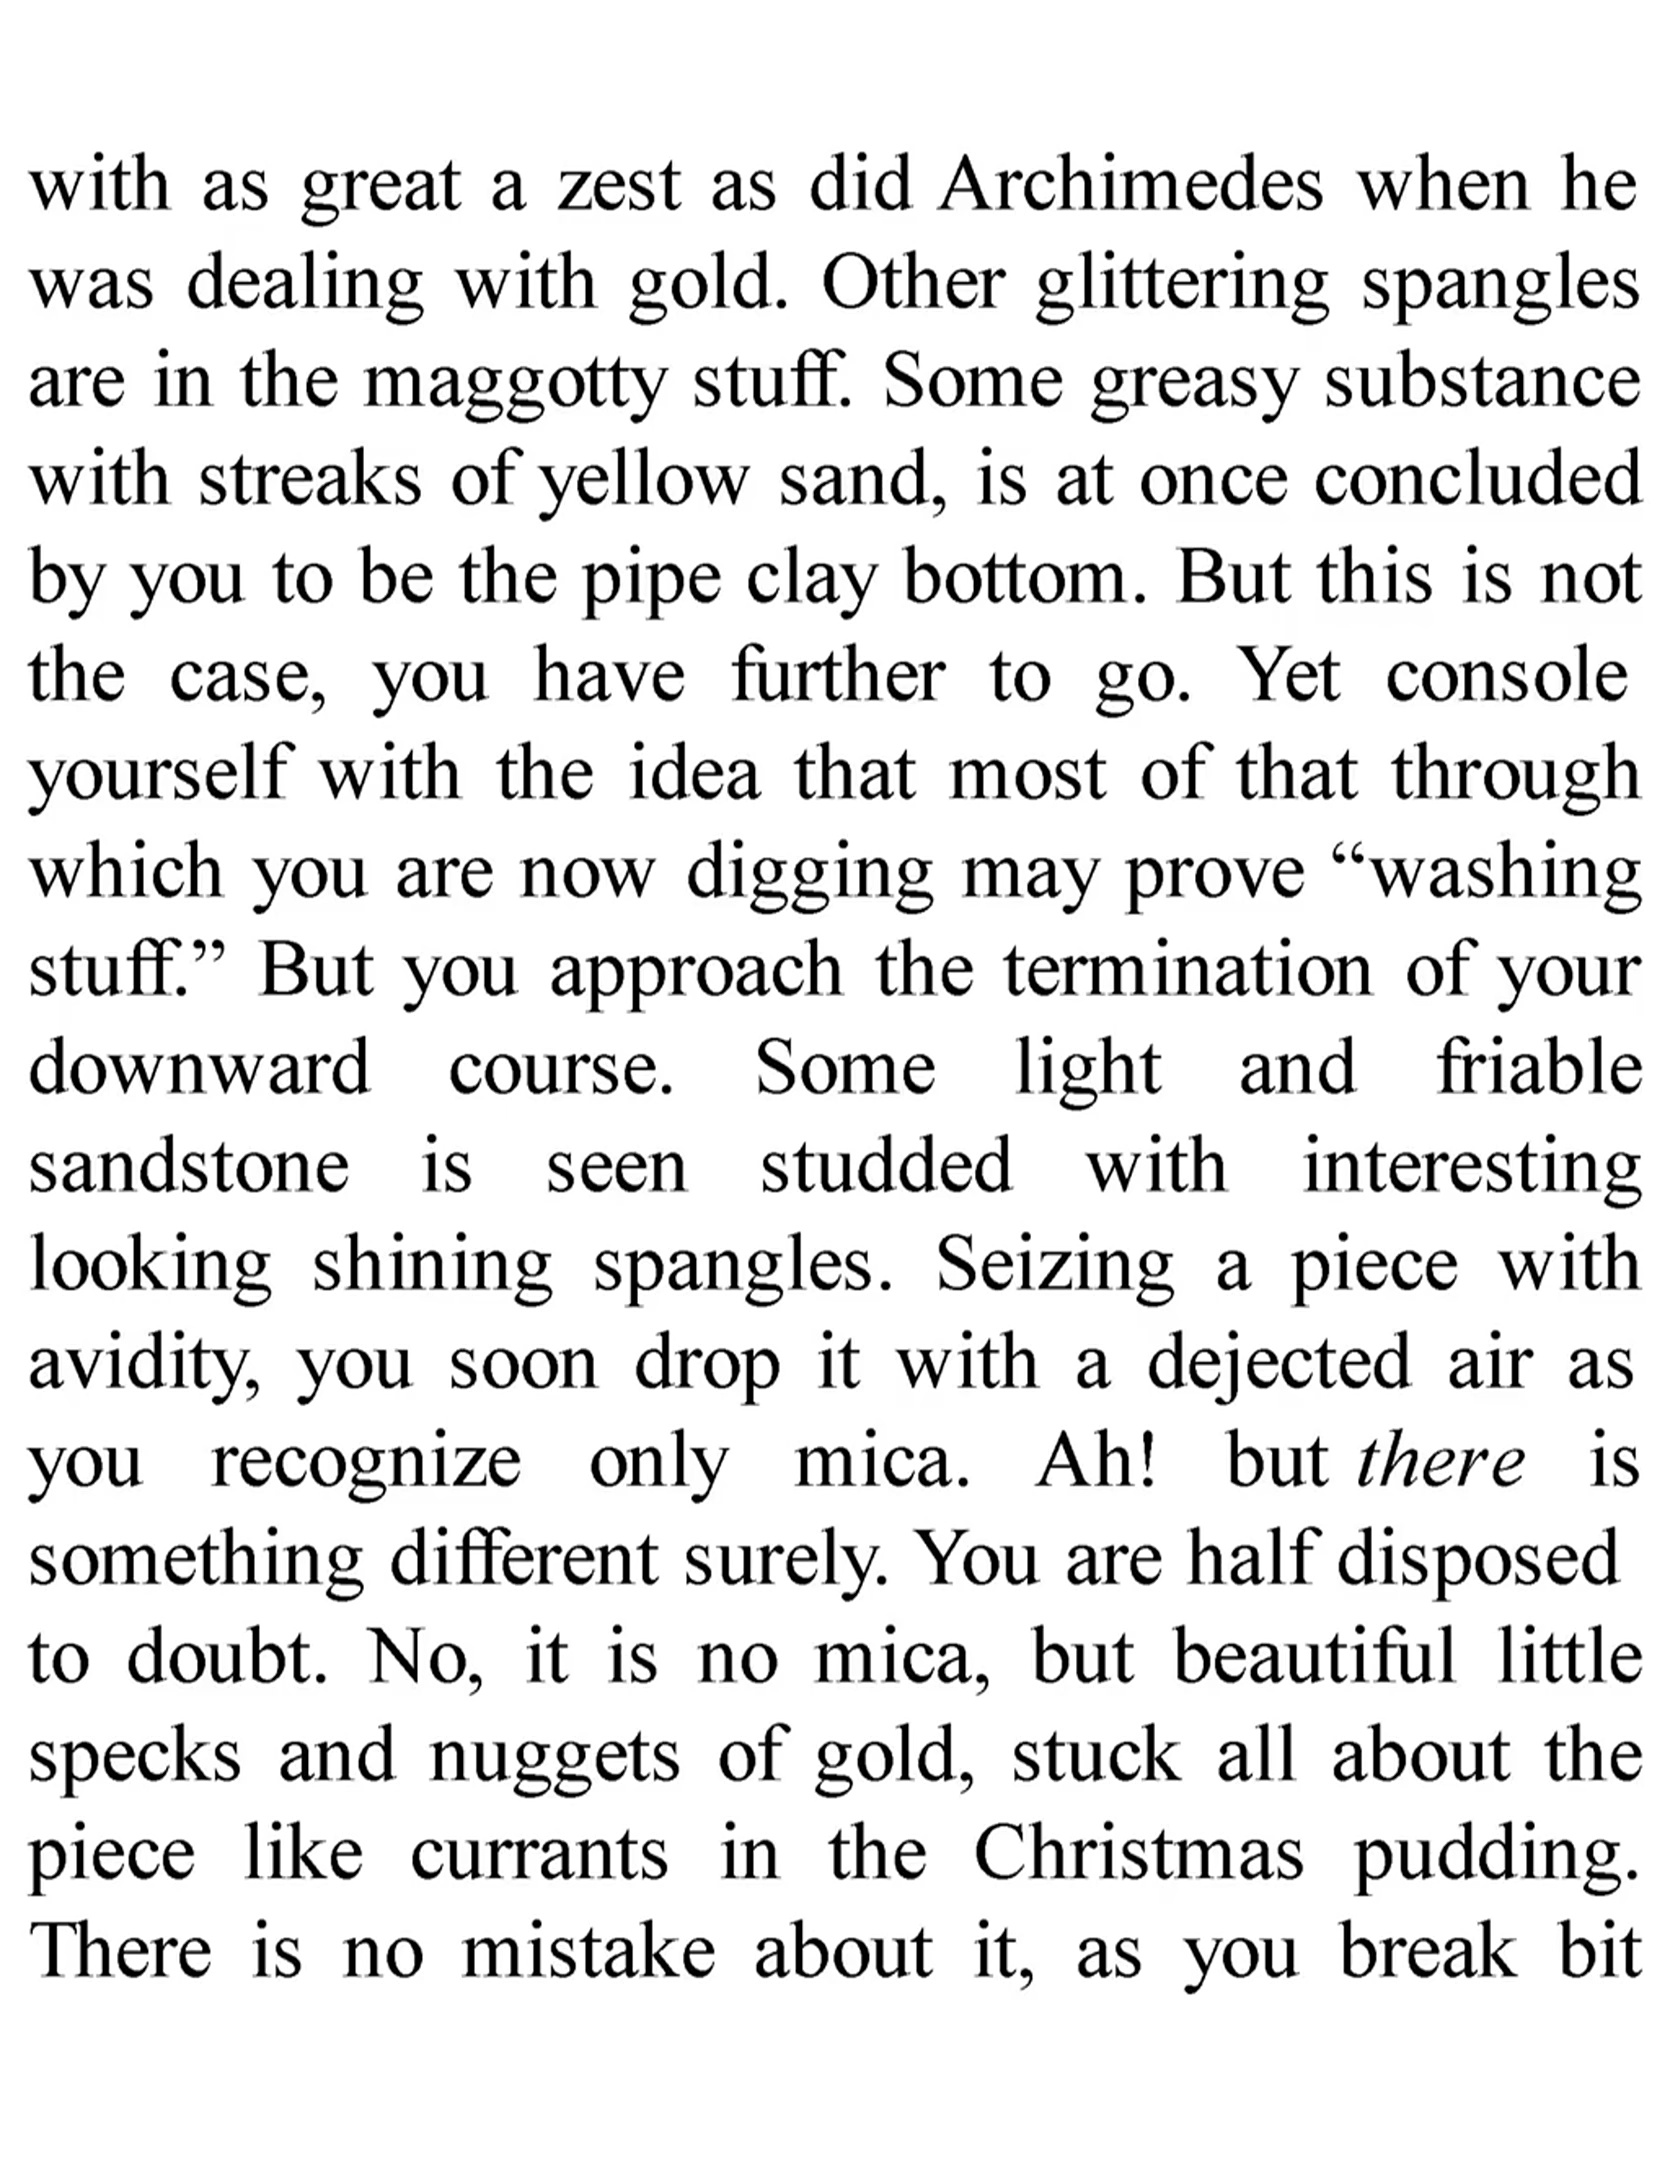 with as great a zest as did Archimedes when he
was dealing with gold. Other glittering spangles
are in the maggotty stuff. Some greasy substance
with streaks of yellow sand, is at once concluded
by you to be the pipe clay bottom. But this is not
the case, you have further to go. Yet console
yourself with the idea that most of that through
which you are now digging may prove “washing
stuff.” But you approach the termination of your
downward course. Some light and friable
sandstone is seen studded with interesting
looking shining spangles. Seizing a piece with
avidity, you soon drop it with a dejected air as
you recognize only mica. Ah! but there is
something different surely. You are half disposed
to doubt. No, it is no mica, but beautiful little
specks and nuggets of gold, stuck all about the
piece like currants in the Christmas pudding.
There is no mistake about it, as you break bit